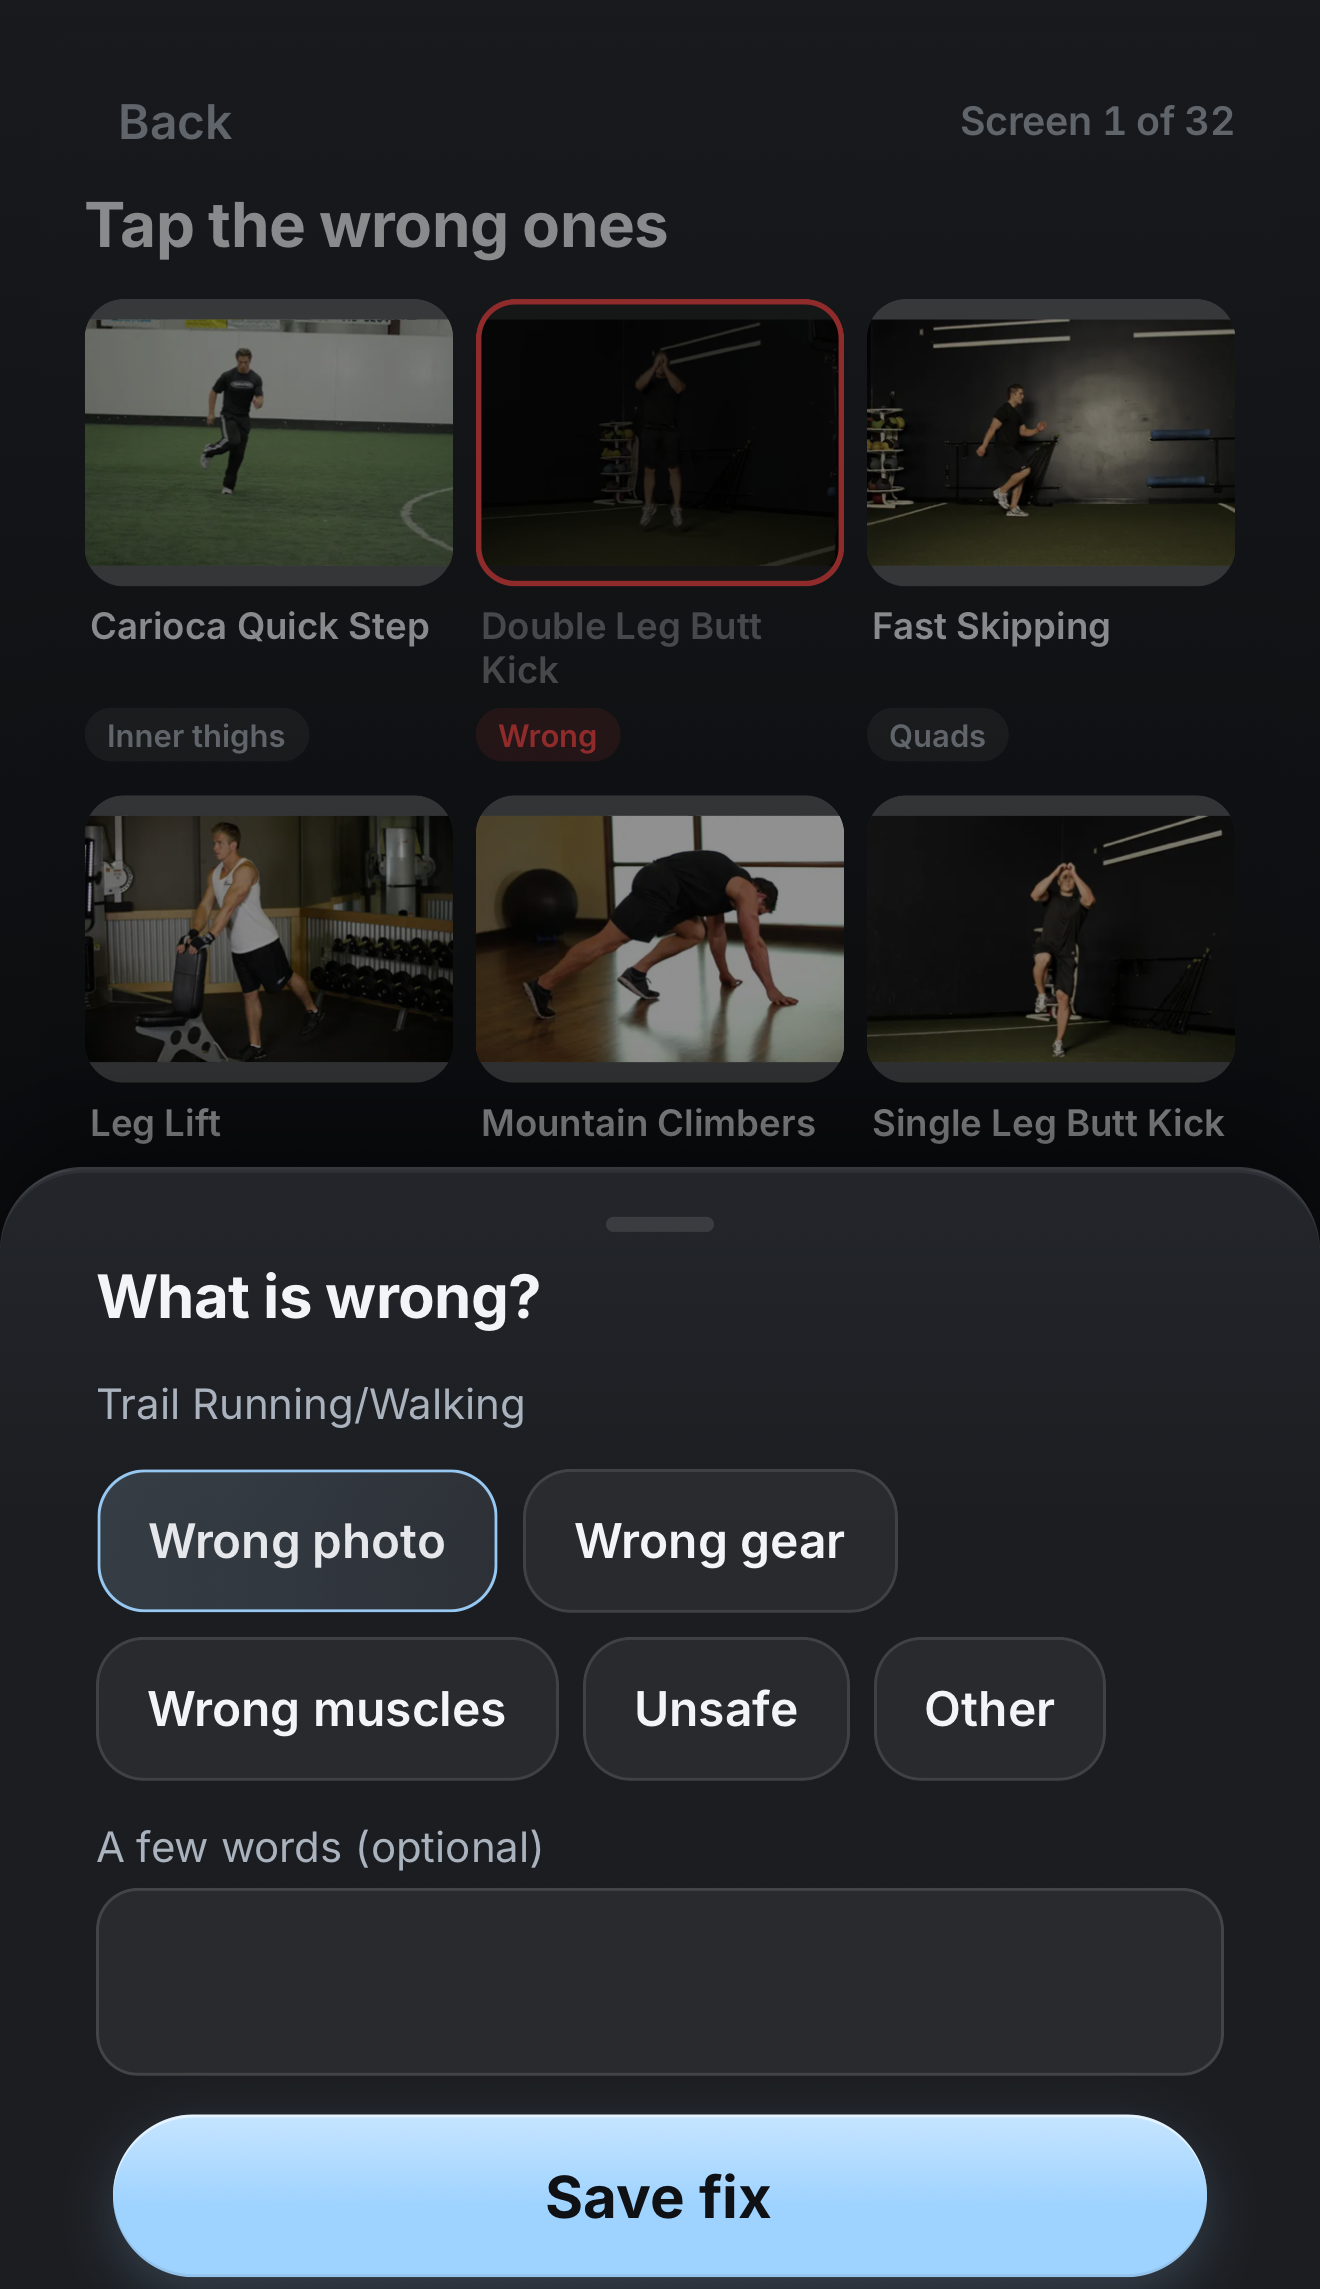 Back
Screen 1 of 32
Tap the wrong ones
Carioca Quick Step
Double Leg Butt
Kick
Fast Skipping
Inner thighs
Wrong
Quads
Leg Lift
Mountain Climbers
Single Leg Butt Kick
What is wrong?
Trail Running/Walking
Wrong photo
Wrong gear
Wrong muscles
Unsafe
Other
A few words (optional)
Save fix